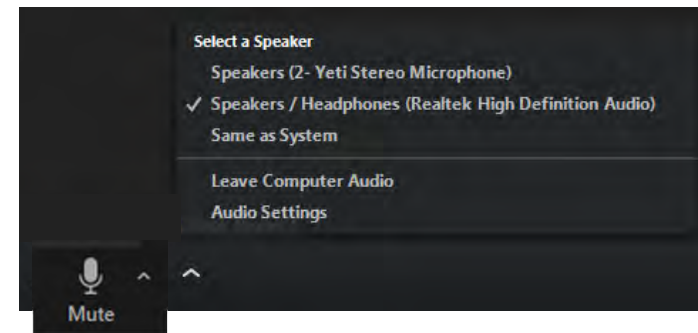 Select a Speaker
Speakers (2- Yeti Stereo Microphone)
Speakers / Headphones (Realtek High Definition Audio)
Same as System
Leave Computer Audio
Audio Settings
Mute